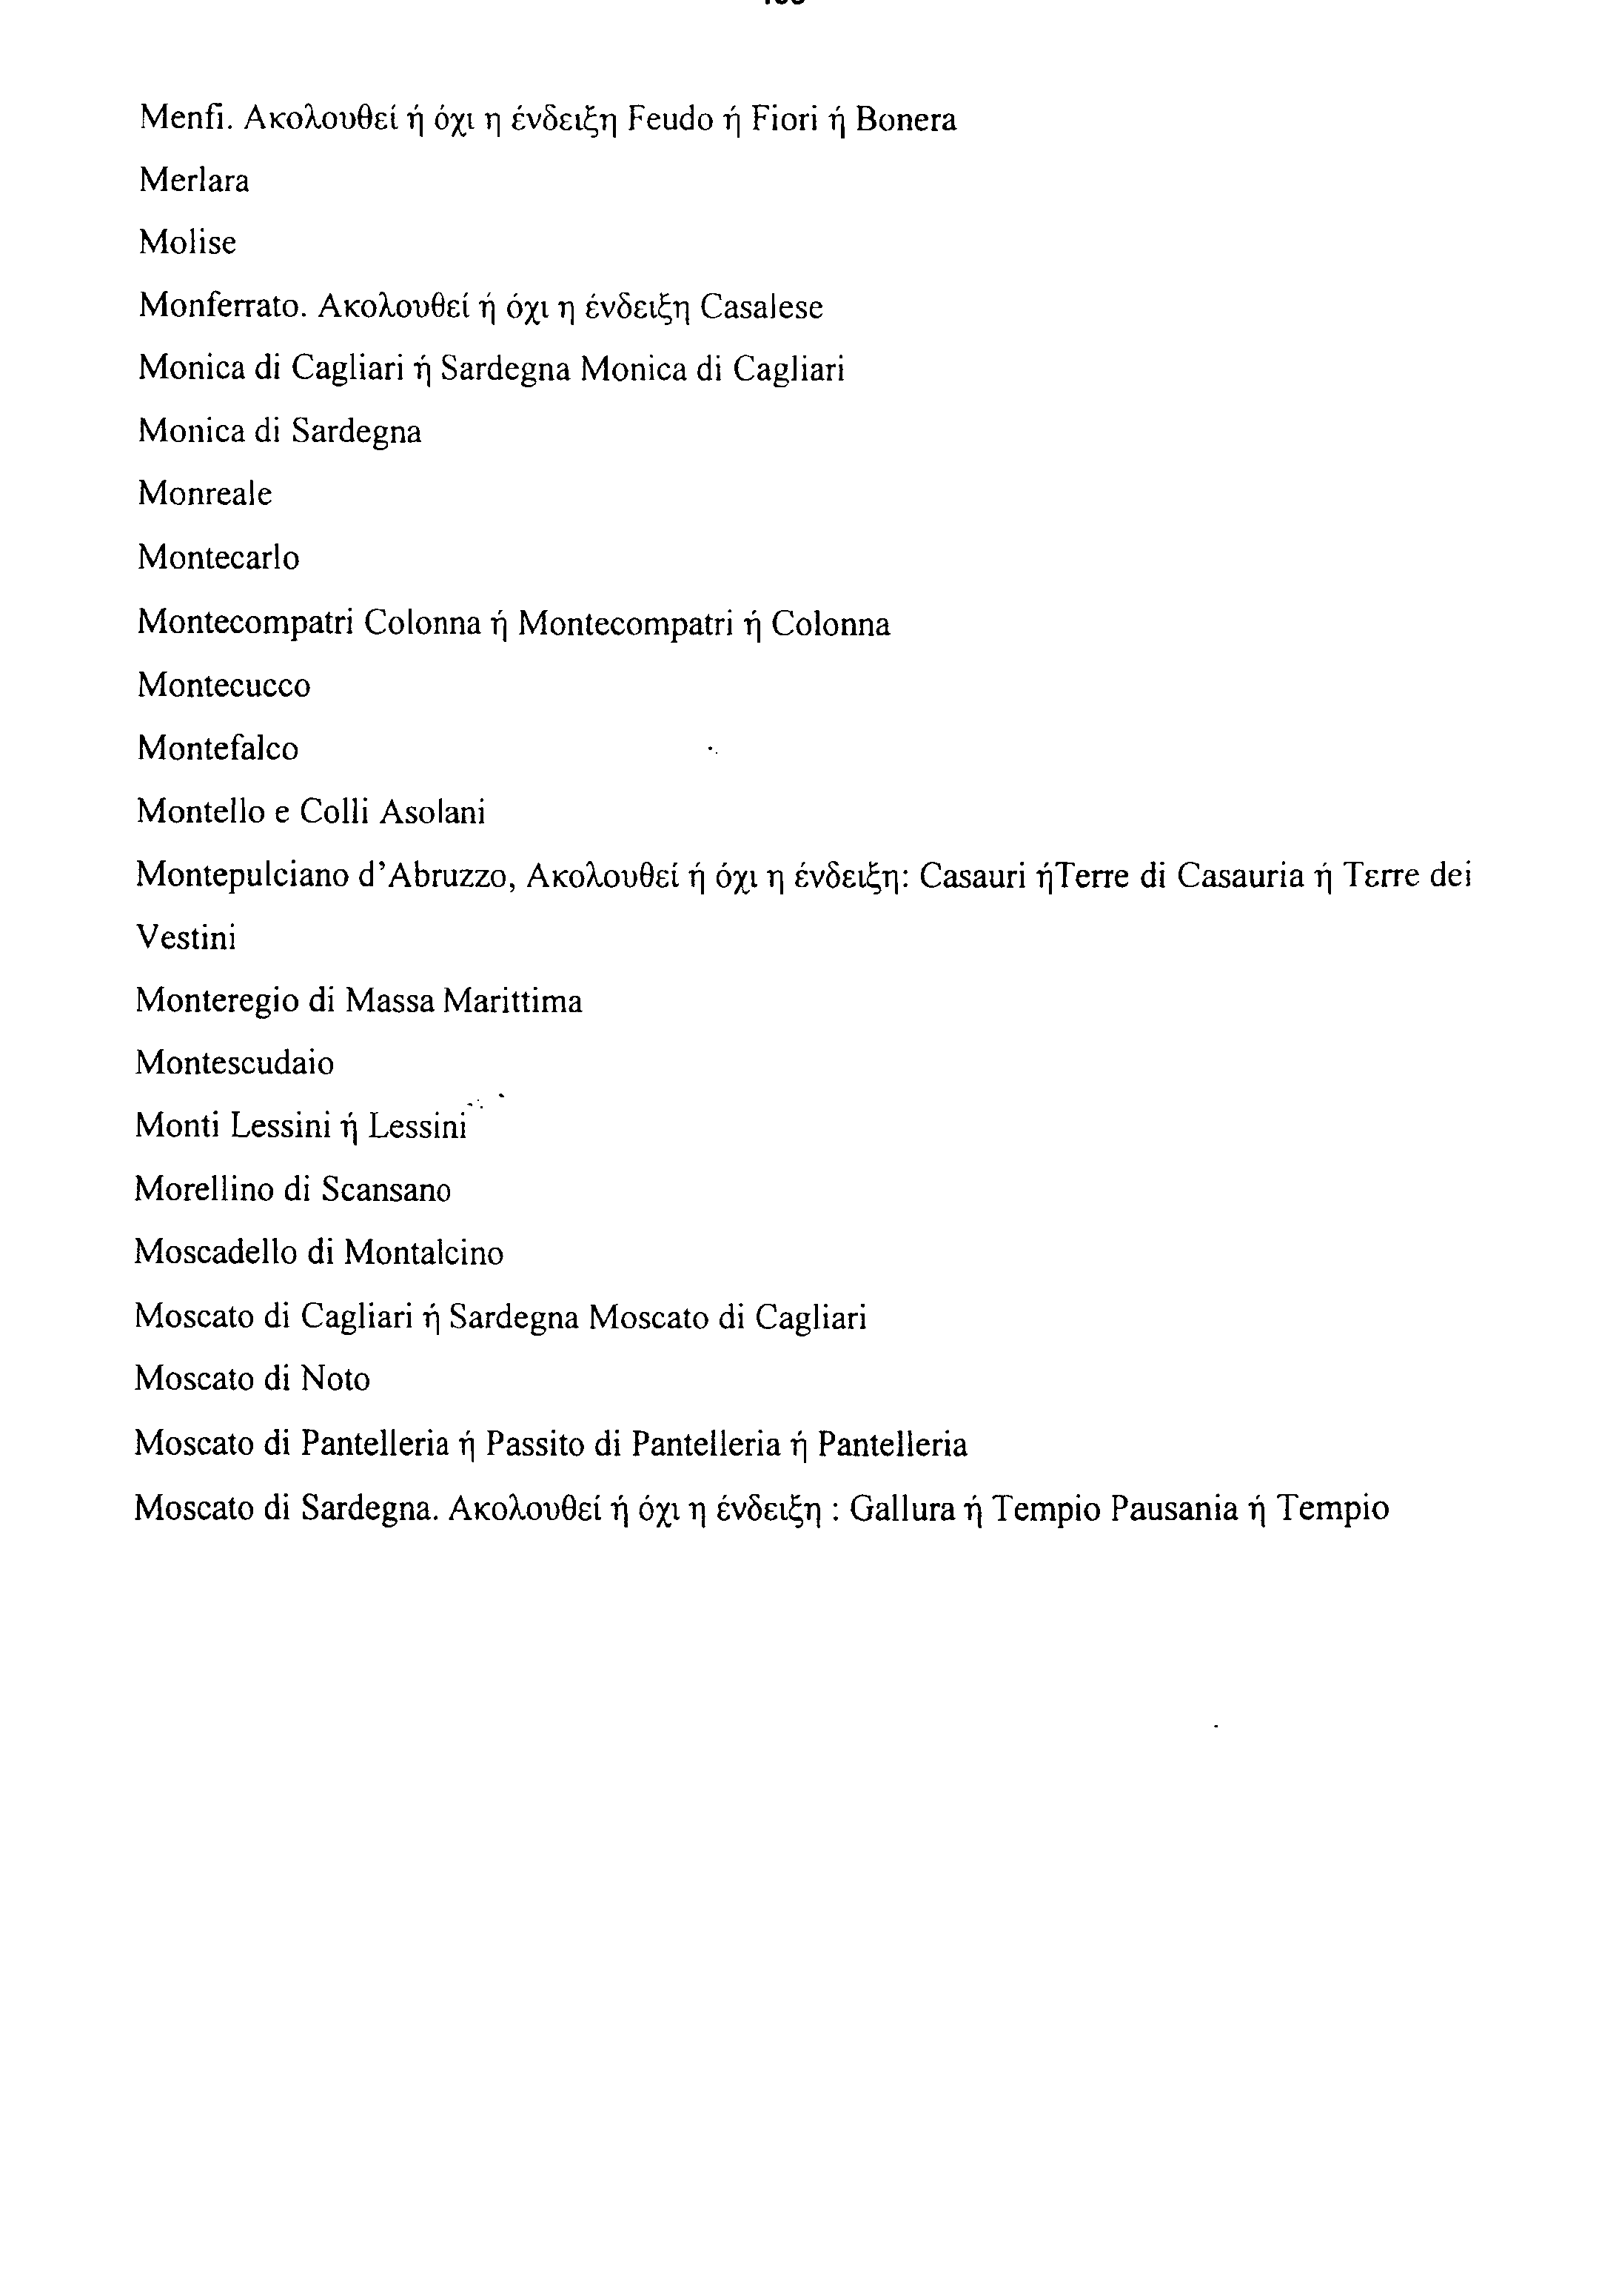 Menfi. Ακολουθεί ή όχι η ένδειξη Feudo ή Fiori ή Bonera
Merlara
Molise
Monferrato. Ακολουθεί ή όχι η ένδειξη Casalese
Monica di Cagliari ή Sardegna Monica di Cagliari
Monica di Sardegna
Monreale
Montecarlo
Montecompatri Colonna ή Montecompatri ή Colonna
Montecucco
Montefalco
Montello e Colli Asolani
Montepulciano d’Abruzzo, Ακολουθεί ή όχι η ένδειξη: Casauri ήTerre di Casauria ή Τεrre dei
Vestini
Monteregio di Massa Marittima
Montescudaio
Monti Lessini ή Lessini
Morellino di Scansano
Moscadello di Montalcino
Moscato di Cagliari ή Sardegna Moscato di Cagliari
Moscato di Noto
Moscato di Pantelleria ή Passito di Pantelleria ή Pantelleria
Moscato di Sardegna. Ακολουθεί ή όχι η ένδειξη : Gallura ή Tempio Pausania ή Tempio